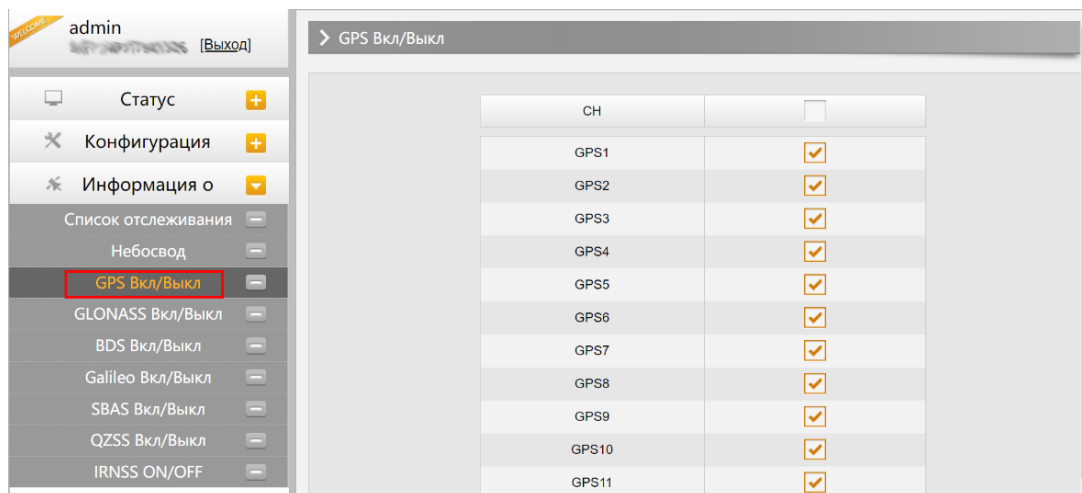 WELCOME
admin
[Выход]
Статус
Конфигурация
Информация о
Список отслеживания
Небосвод
GPS Вкл/Выкл
GLONASS Вкл/Выкл
BDS Вкл/Выкл
Galileo Вкл/Выкл
SBAS Вкл/Выкл
QZSS Вкл/Выкл
IRNSS ON/OFF
GPS Вкл/Выкл
CH
GPS1
GPS2
GPS3
GPS4
GPS5
GPS6
GPS7
GPS8
GPS9
GPS10
GPS11